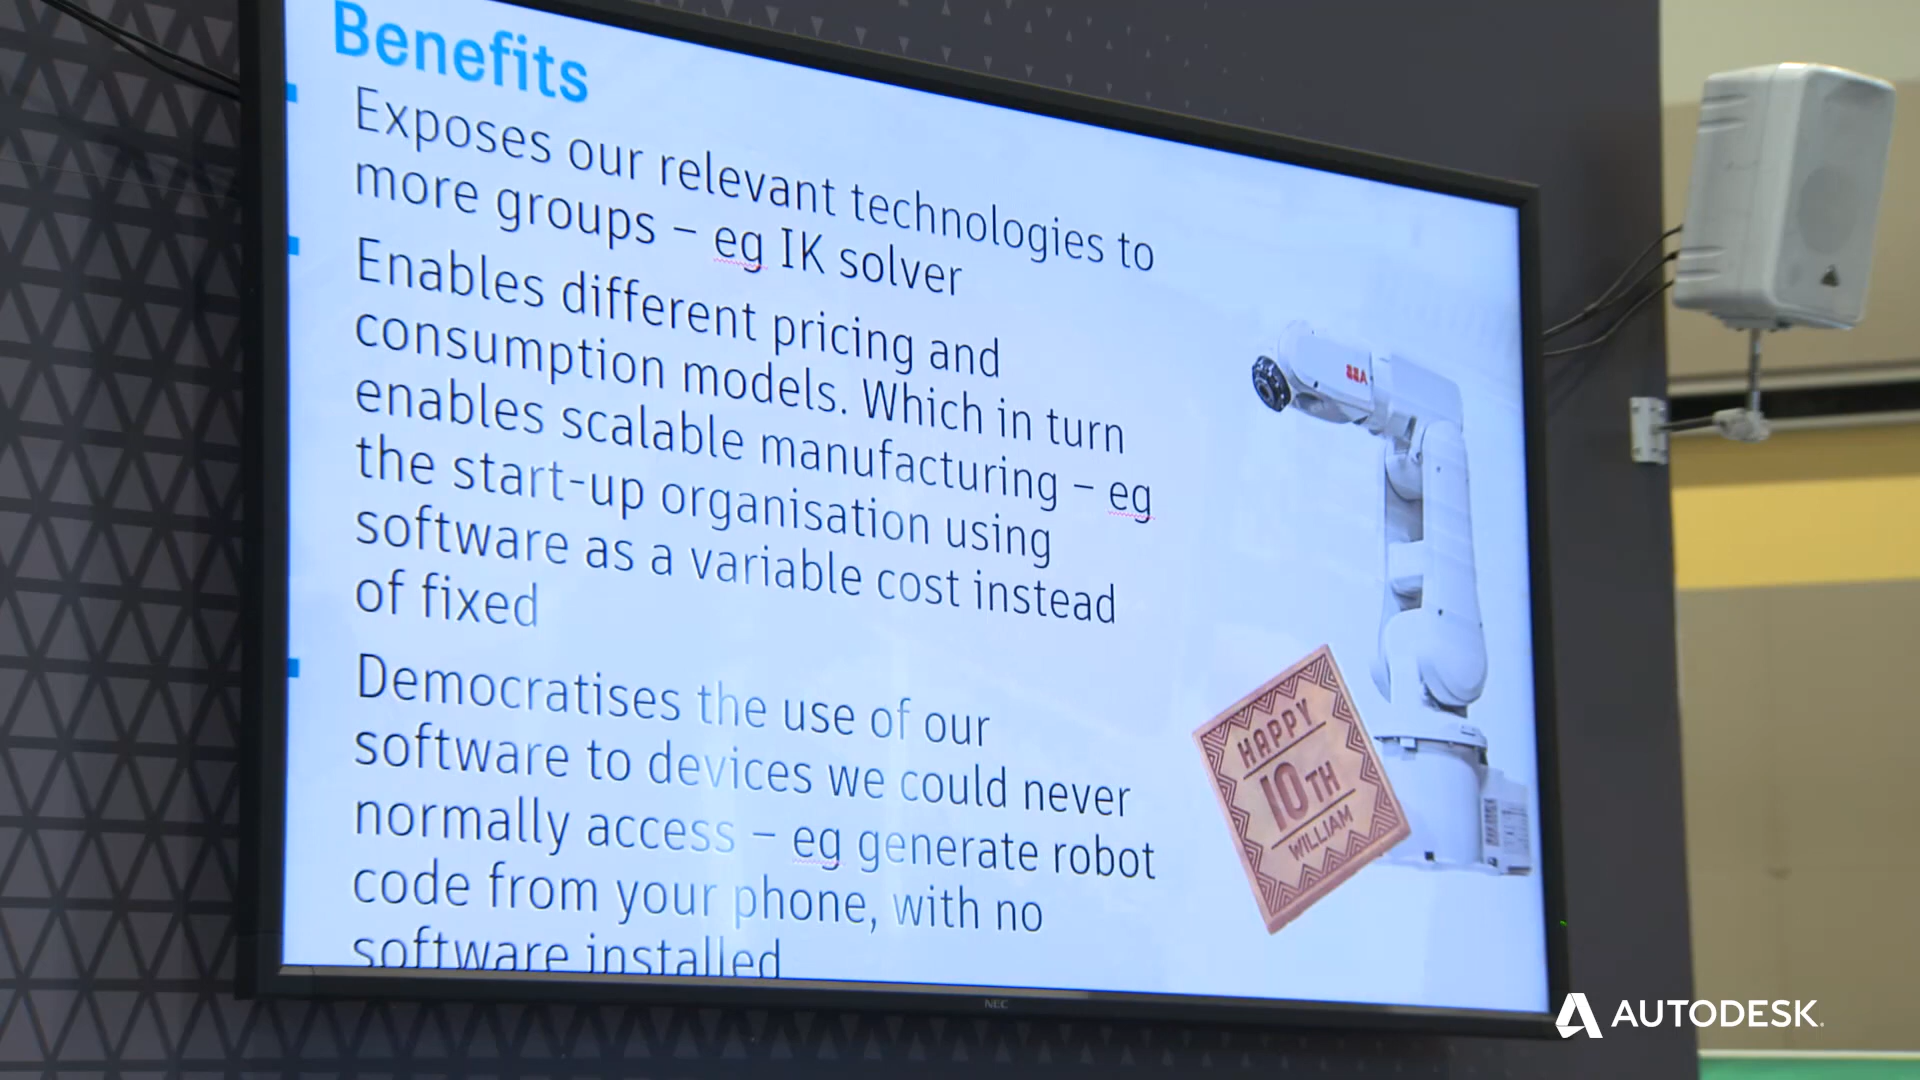 Benefits
Exposes our relevant technologies to
more groups – eg IK solver
Enables different pricing and
consumption models. Which in turn
enables scalable manufacturing – eg
the start-up organisation using
software as a variable cost instead
of fixed
Democratises the use of our
software to devices we could never
normally access – eg generate robot
code from your phone, with no
software installed
ABB
HAPPY
10TH
WILLIAM
NEC
AUTODESK.